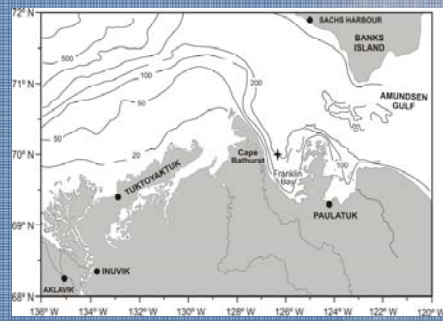 72° N
SACHS HARBOUR
BANKS
ISLAND
500
100
200
71° N
50
AMUNDSEN
GULF
50
20
70° N
Cape
Bathurst
Franklin
Bay
100
TUKTOYAKTUK
PAULATUK
69° N
INUVIK
AKLAVIK
68° N
136° W
134° W
132° W
130° W
128° W
126° W
124° W
122° W
120° W